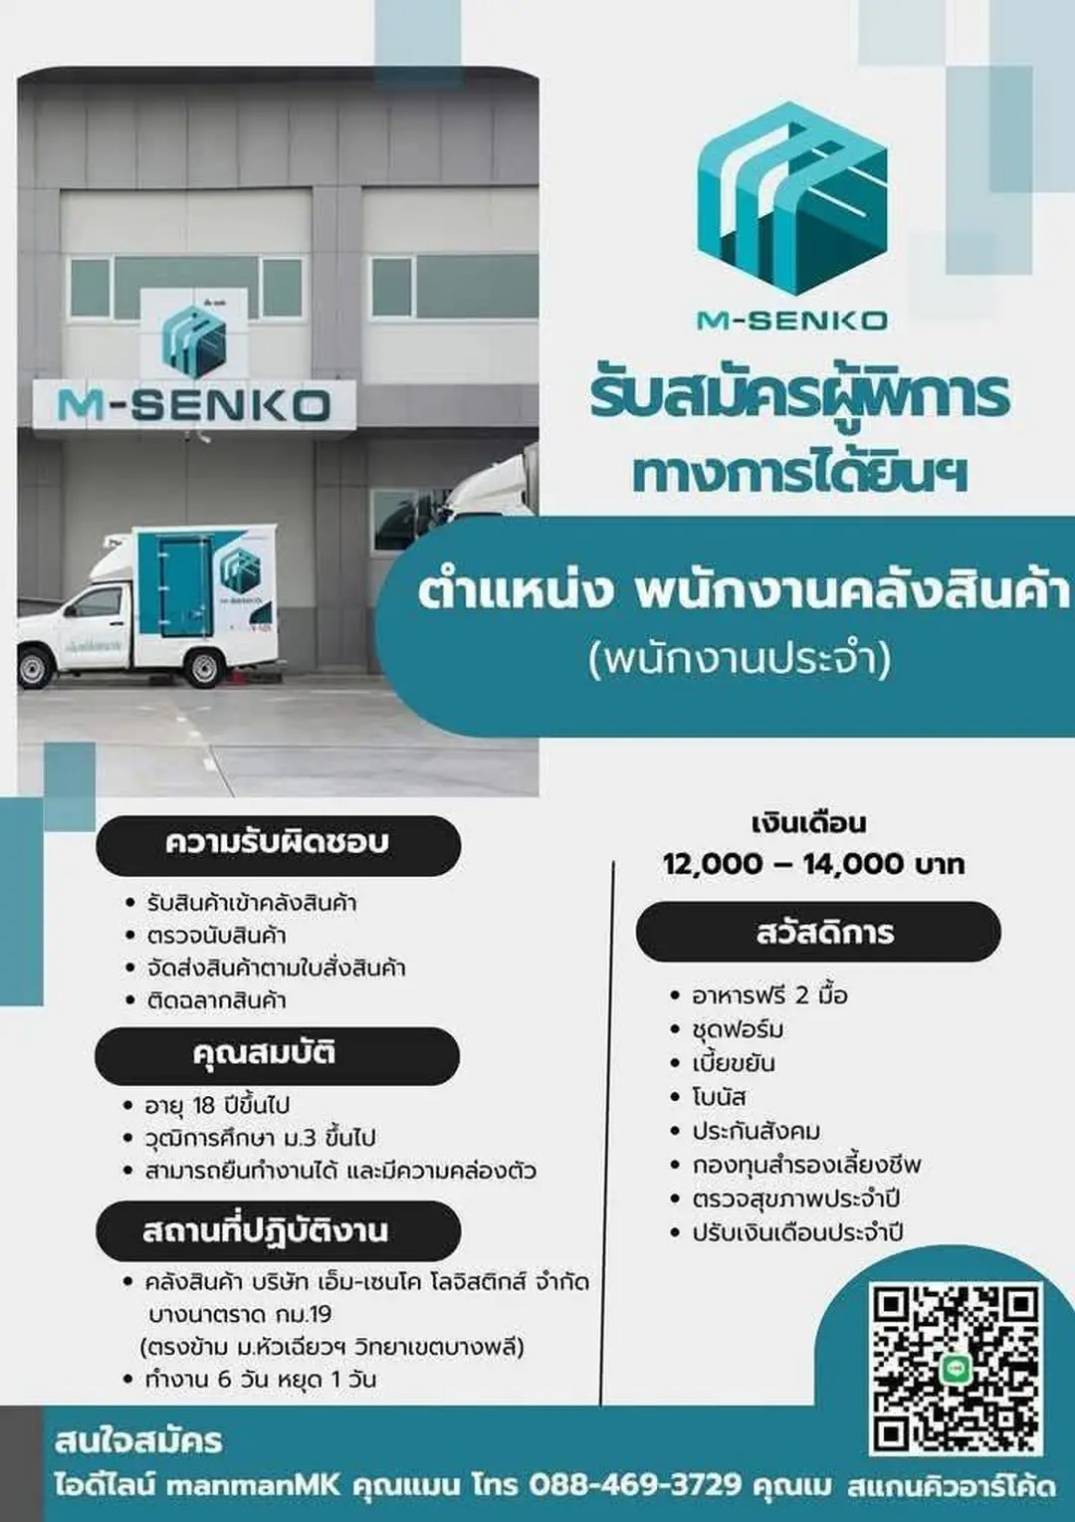 M-SENKO
M-SENKO
รับสมัครผู้พิการ
ทางการได้ยินฯ
ตำแหน่ง พนักงานคลังสินค้า
(พนักงานประจำ)
ความรับผิดชอบ
• รับสินค้าเข้าคลังสินค้า
• ตรวจนับสินค้า
• จัดส่งสินค้าตามใบสั่งสินค้า
• ติดฉลากสินค้า
คุณสมบัติ
• อายุ 18 ปีขึ้นไป
• วุฒิการศึกษา ม.3 ขึ้นไป
• สามารถยืนทำงานได้ และมีความคล่องตัว
สถานที่ปฏิบัติงาน
• คลังสินค้า บริษัท เอ็ม-เซนโค โลจิสติกส์ จำกัด
บางนาตราด กม.19
(ตรงข้าม ม.หัวเฉียวฯ วิทยาเขตบางพลี)
• ทำงาน 6 วัน หยุด 1 วัน
เงินเดือน
12,000 – 14,000 บาท
สวัสดิการ
• อาหารฟรี 2 มื้อ
• ชุดฟอร์ม
• เบี้ยขยัน
• โบนัส
• ประกันสังคม
• กองทุนสำรองเลี้ยงชีพ
• ตรวจสุขภาพประจำปี
• ปรับเงินเดือนประจำปี
สนใจสมัคร
ไอดีไลน์ manmanMK คุณแมน โทร 088-469-3729 คุณเม สแกนคิวอาร์โค้ด